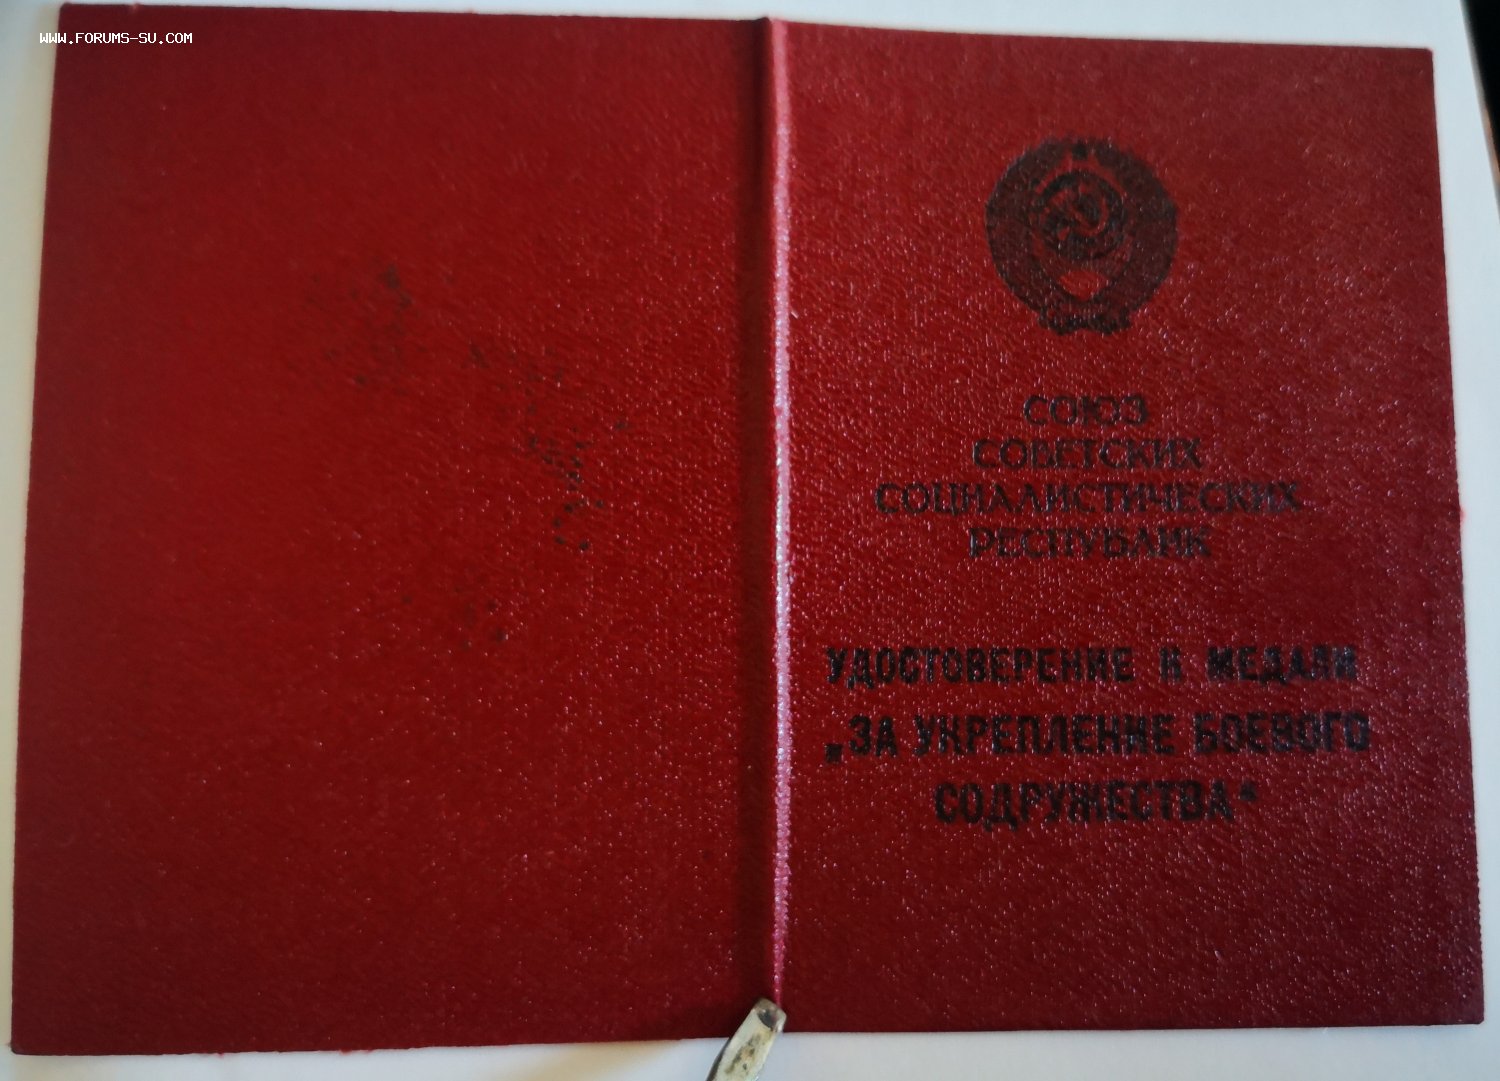 WWW.FORUMS-SU.COM
СОЮЗ
СОВЕТСКИХ
СОЦИАЛИСТИЧЕСКИХ
РЕСПУБЛИК
УДОСТОВЕРЕНИЕ К МЕДАЛИ
„ЗА УКРЕПЛЕНИЕ БОЕВОГО
СОДРУЖЕСТВА“